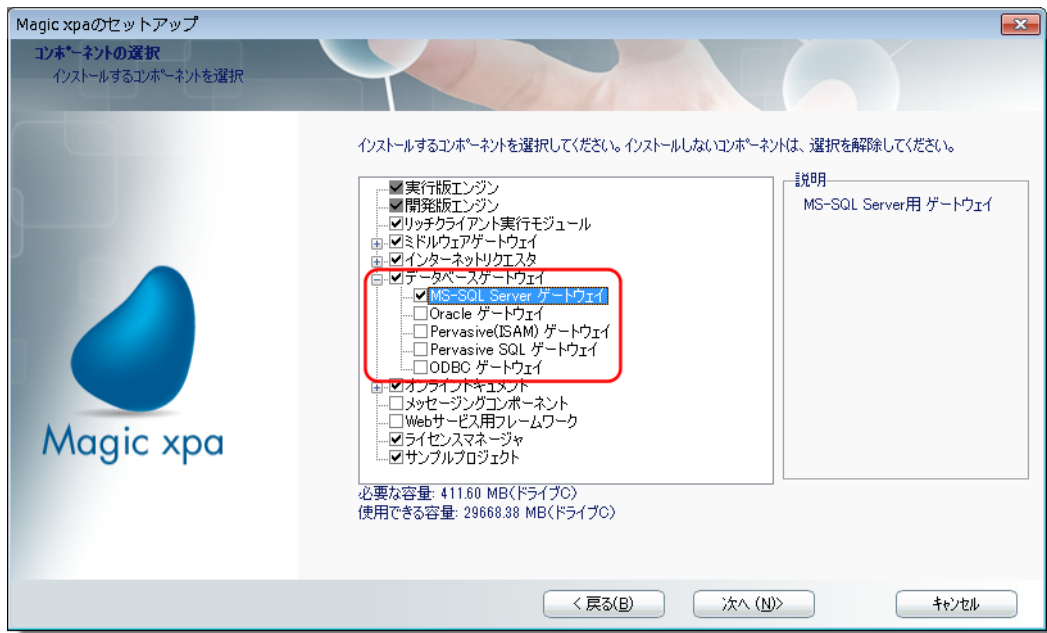 Magic xpaのセットアップ
コンポーネントの選択
インストールするコンポーネントを選択
インストールするコンポーネントを選択してください。インストールしないコンポーネントは、選択を解除してください。
実行版エンジン
開発版エンジン
リッチクライアント実行モジュール
ミドルウェアゲートウェイ
インターネットリクエスタ
データベースゲートウェイ
MS-SQL Server ゲートウェイ
Oracle ゲートウェイ
Pervasive(ISAM) ゲートウェイ
Pervasive SQL ゲートウェイ
ODBC ゲートウェイ
オンラインドキュメント
メッセージングコンポーネント
Webサービス用フレームワーク
ライセンスマネージャ
サンプルプロジェクト
説明
MS-SQL Server用 ゲートウェイ
Magic xpa
必要な容量: 411.60 MB(ドライブC)
使用できる容量: 29668.38 MB(ドライブC)
< 戻る(B)
次へ (N)>
キャンセル